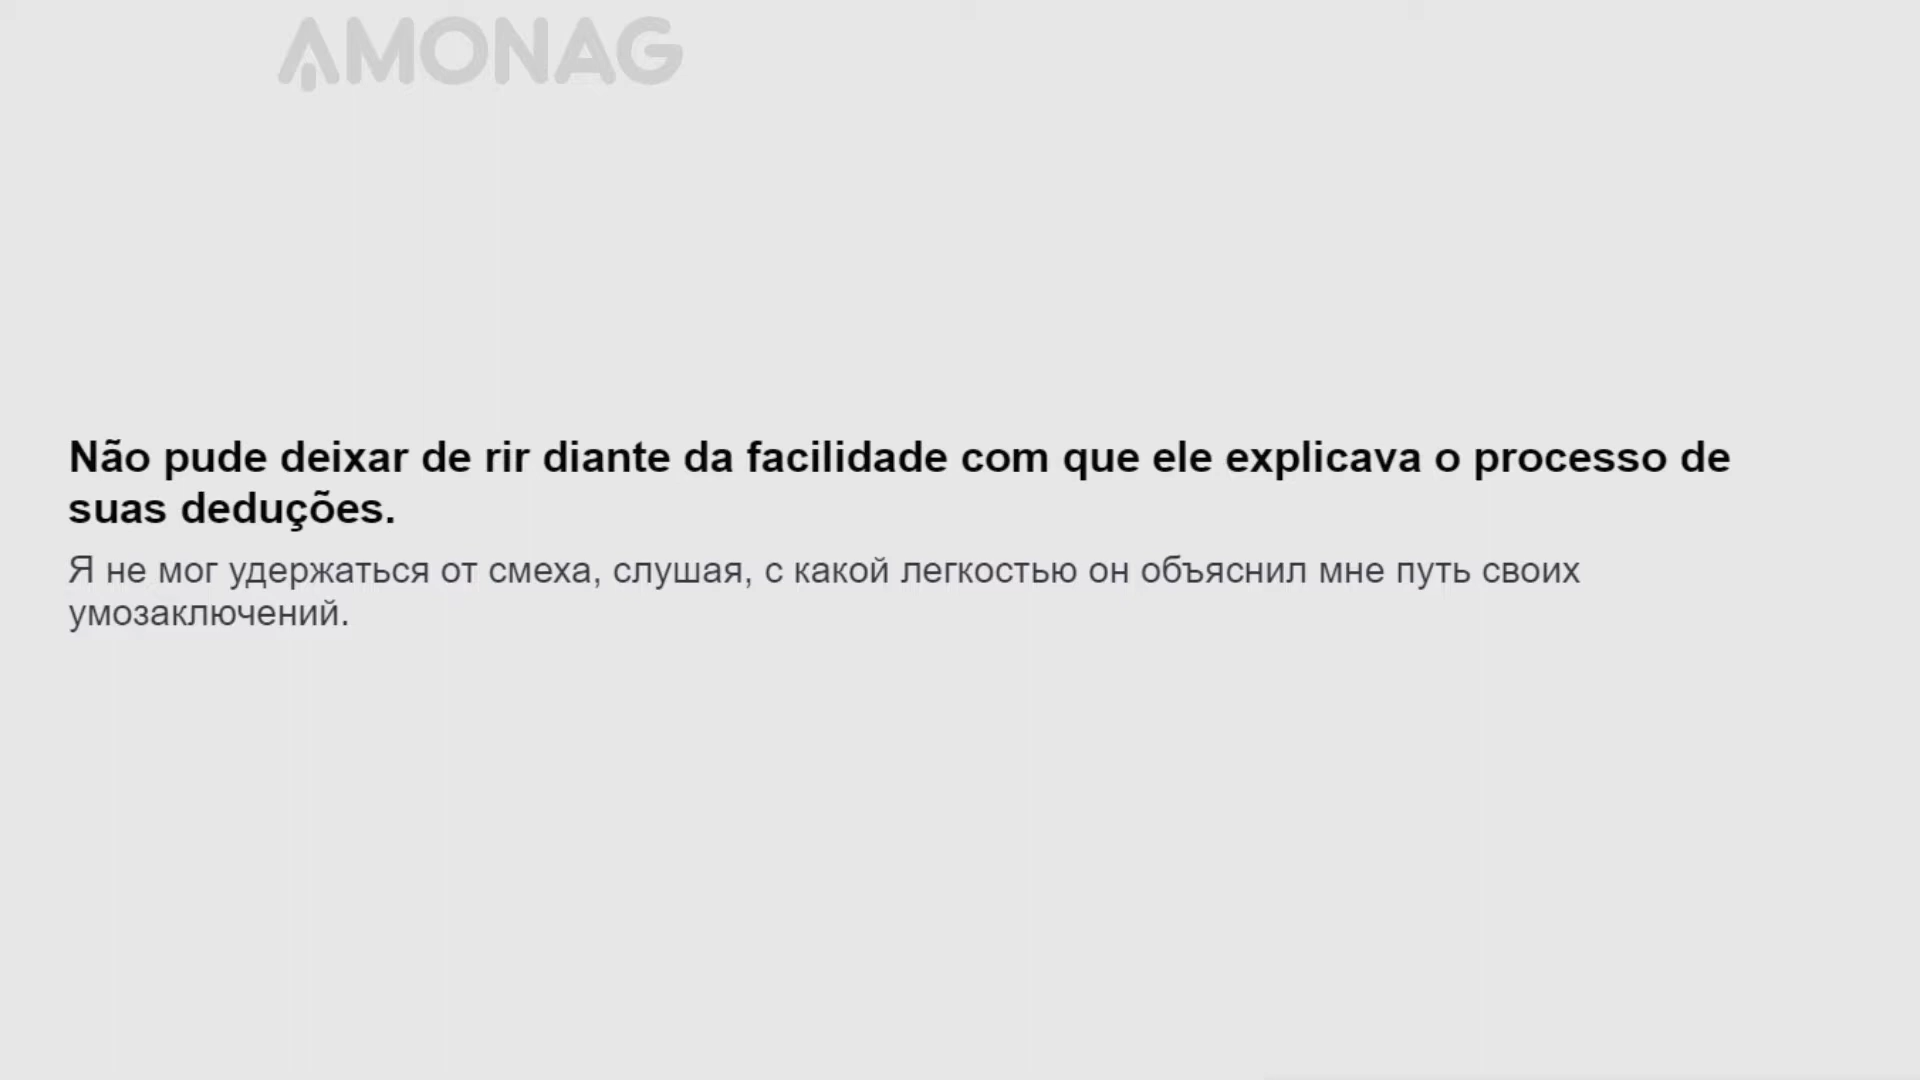 AMONAG
Não pude deixar de rir diante da facilidade com que ele explicava o processo de
suas deduções.
Я не мог удержаться от смеха, слушая, с какой легкостью он объяснил мне путь своих
умозаключений.